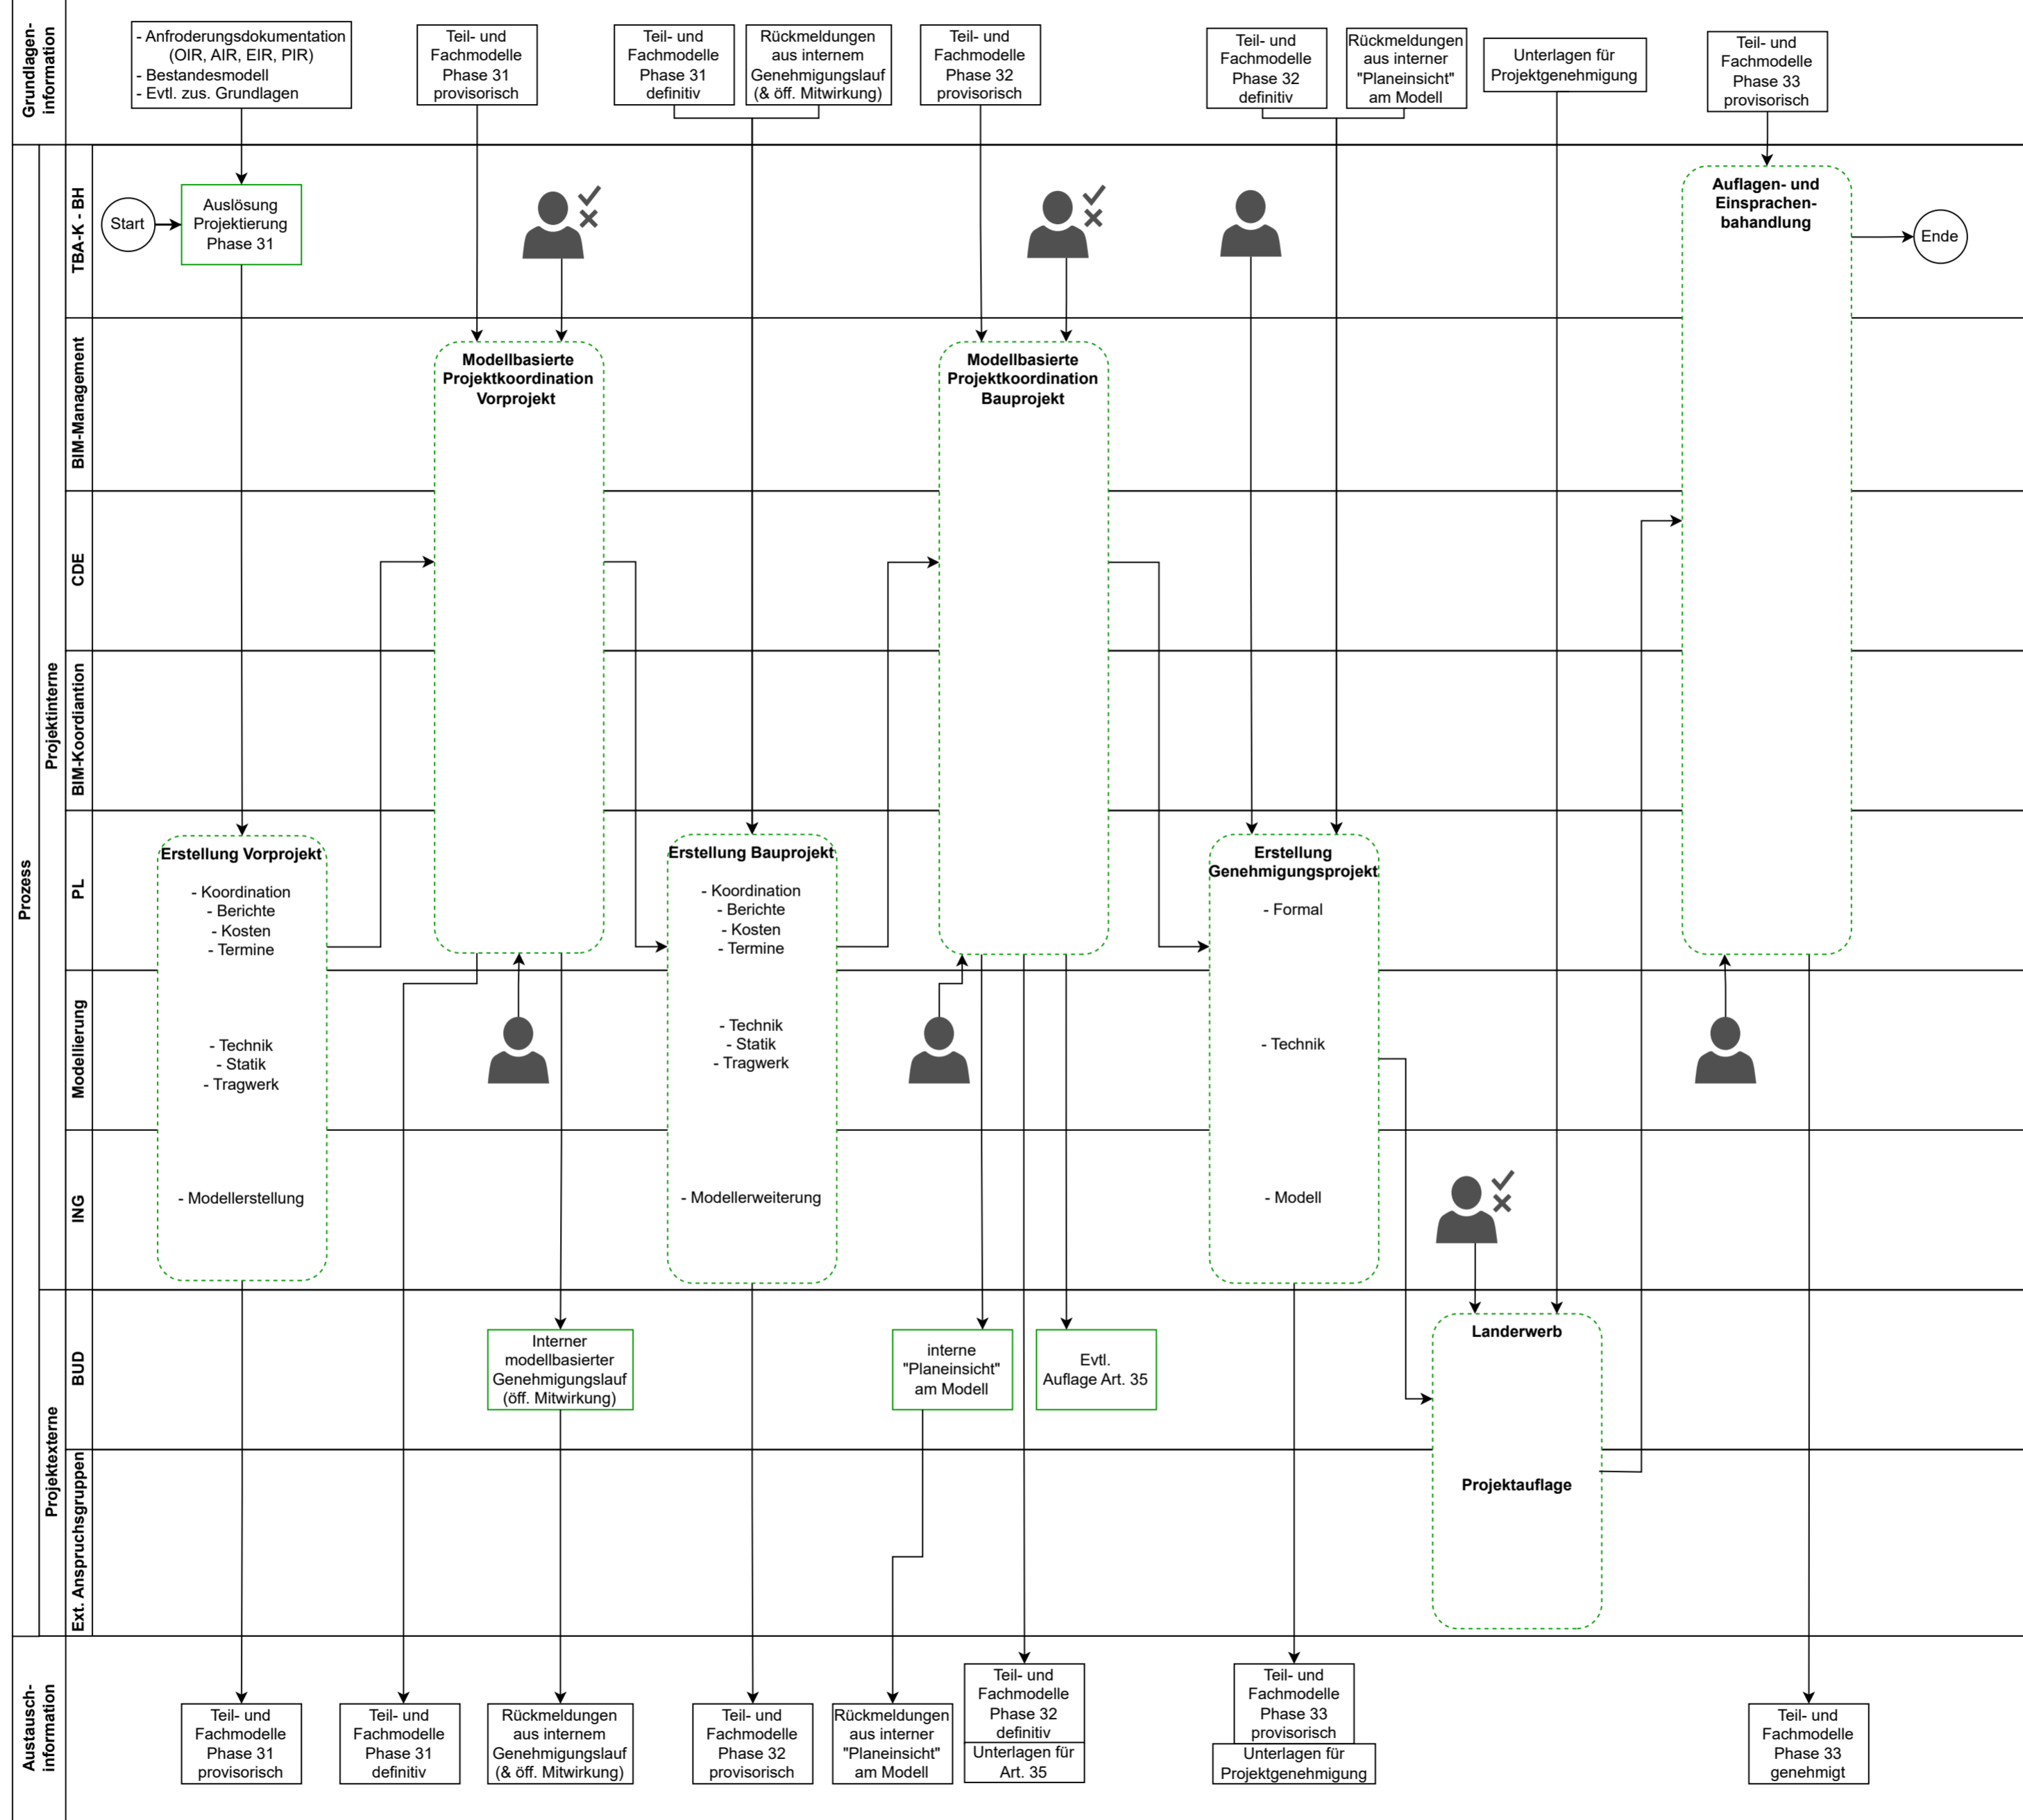 Grundlagen-
information
- Anfroderungsdokumentation
(OIR, AIR, EIR, PIR)
- Bestandesmodell
- Evtl. zus. Grundlagen
Teil- und
Fachmodelle
Phase 31
provisorisch
Teil- und
Fachmodelle
Phase 31
definitiv
Rückmeldungen
aus internem
Genehmigungslauf
(& öff. Mitwirkung)
Teil- und
Fachmodelle
Phase 32
provisorisch
Teil- und
Fachmodelle
Phase 32
definitiv
Rückmeldungen
aus interner
"Planeinsicht"
am Modell
Unterlagen für
Projektgenehmigung
Teil- und
Fachmodelle
Phase 33
provisorisch
Prozess
Projektinterne
TBA-K - BH
Start
Auslösung
Projektierung
Phase 31
Auflagen- und
Einsprachen-
bahandlung
Ende
BIM-Management
Modellbasierte
Projektkoordination
Vorprojekt
Modellbasierte
Projektkoordination
Bauprojekt
CDE
BIM-Koordiantion
PL
Erstellung Vorprojekt
- Koordination
- Berichte
- Kosten
- Termine
- Technik
- Statik
- Tragwerk
- Modellerstellung
Erstellung Bauprojekt
- Koordination
- Berichte
- Kosten
- Termine
- Technik
- Statik
- Tragwerk
- Modellerweiterung
Erstellung
Genehmigungsprojekt
- Formal
- Technik
- Modell
Modellierung
ING
Projektexterne
BUD
Interner
modellbasierter
Genehmigungslauf
(öff. Mitwirkung)
interne
"Planeinsicht"
am Modell
Evtl.
Auflage Art. 35
Landerwerb
Ext. Anspruchsgruppen
Projektauflage
Austausch-
information
Teil- und
Fachmodelle
Phase 31
provisorisch
Teil- und
Fachmodelle
Phase 31
definitiv
Rückmeldungen
aus internem
Genehmigungslauf
(& öff. Mitwirkung)
Teil- und
Fachmodelle
Phase 32
provisorisch
Rückmeldungen
aus interner
"Planeinsicht"
am Modell
Teil- und
Fachmodelle
Phase 32
definitiv
Unterlagen für
Art. 35
Teil- und
Fachmodelle
Phase 33
provisorisch
Unterlagen für
Projektgenehmigung
Teil- und
Fachmodelle
Phase 33
genehmigt